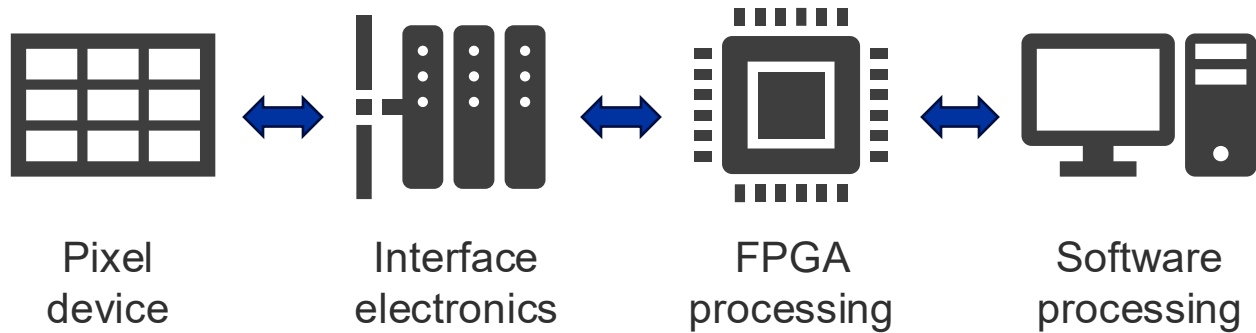 Pixel
device
Interface
electronics
FPGA
processing
Software
processing